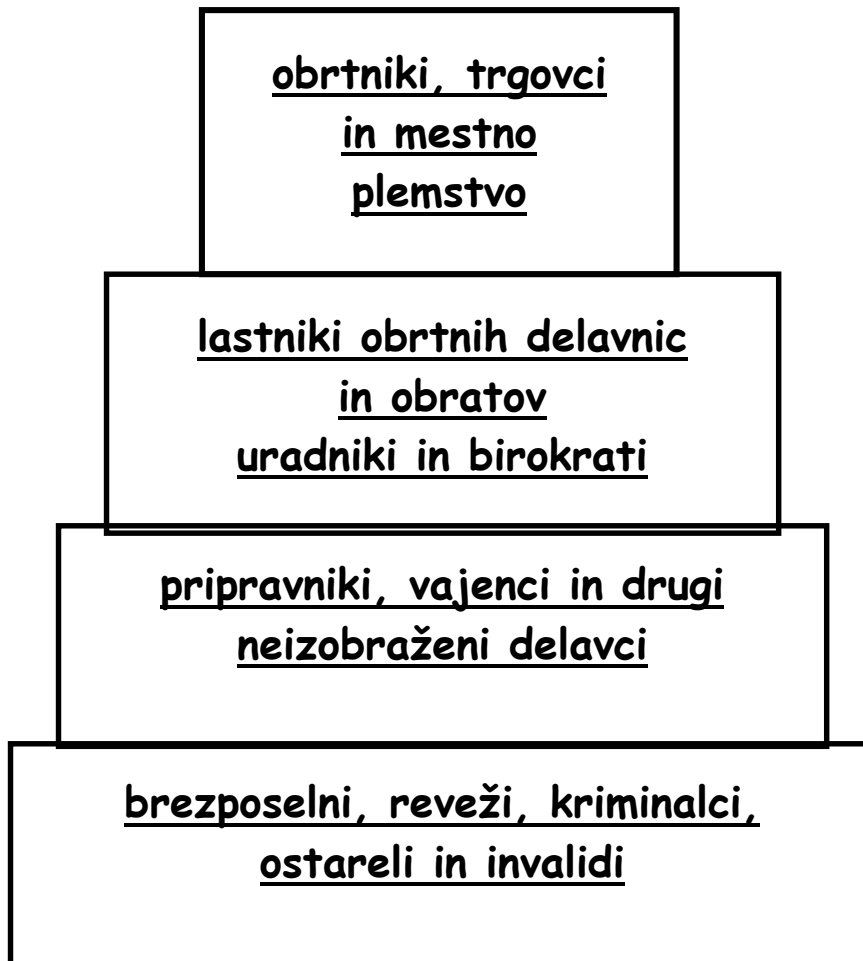 obrtniki, trgovci
in mestno
plemstvo
lastniki obrtnih delavnic
in obratov
uradniki in birokrati
pripravniki, vajenci in drugi
neizobraženi delavci
brezposelni, reveži, kriminalci,
ostareli in invalidi